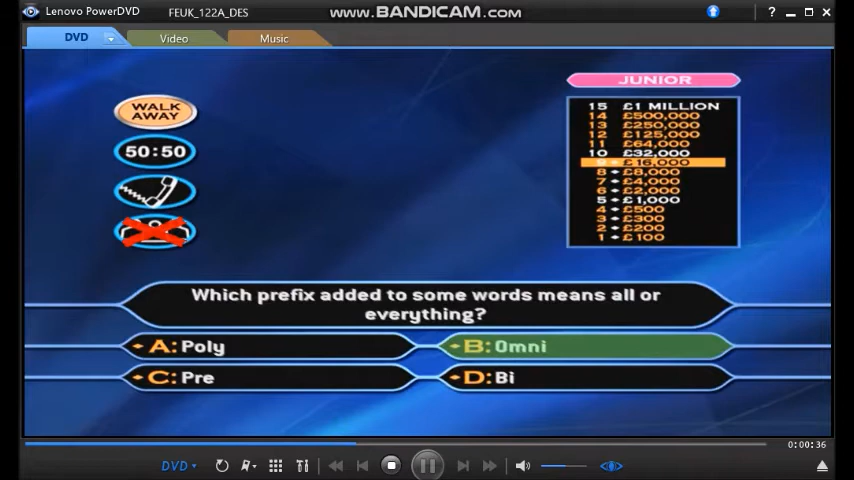 Lenovo PowerDVD
FEUK_122A_DES
www.BANDICAM.com
?
DVD
Video
Music
WALK AWAY
50:50
JUNIOR
15 £1 MILLION
14 £500,000
13 £250,000
12 £125,000
11 £64,000
10 £32,000
9 £16,000
8 £8,000
7 £4,000
6 £2,000
5 £1,000
4 £500
3 £300
2 £200
1 £100
Which prefix added to some words means all or
everything?
A: Poly
B: Omni
C: Pre
D: Bi
0:00:36
DVD